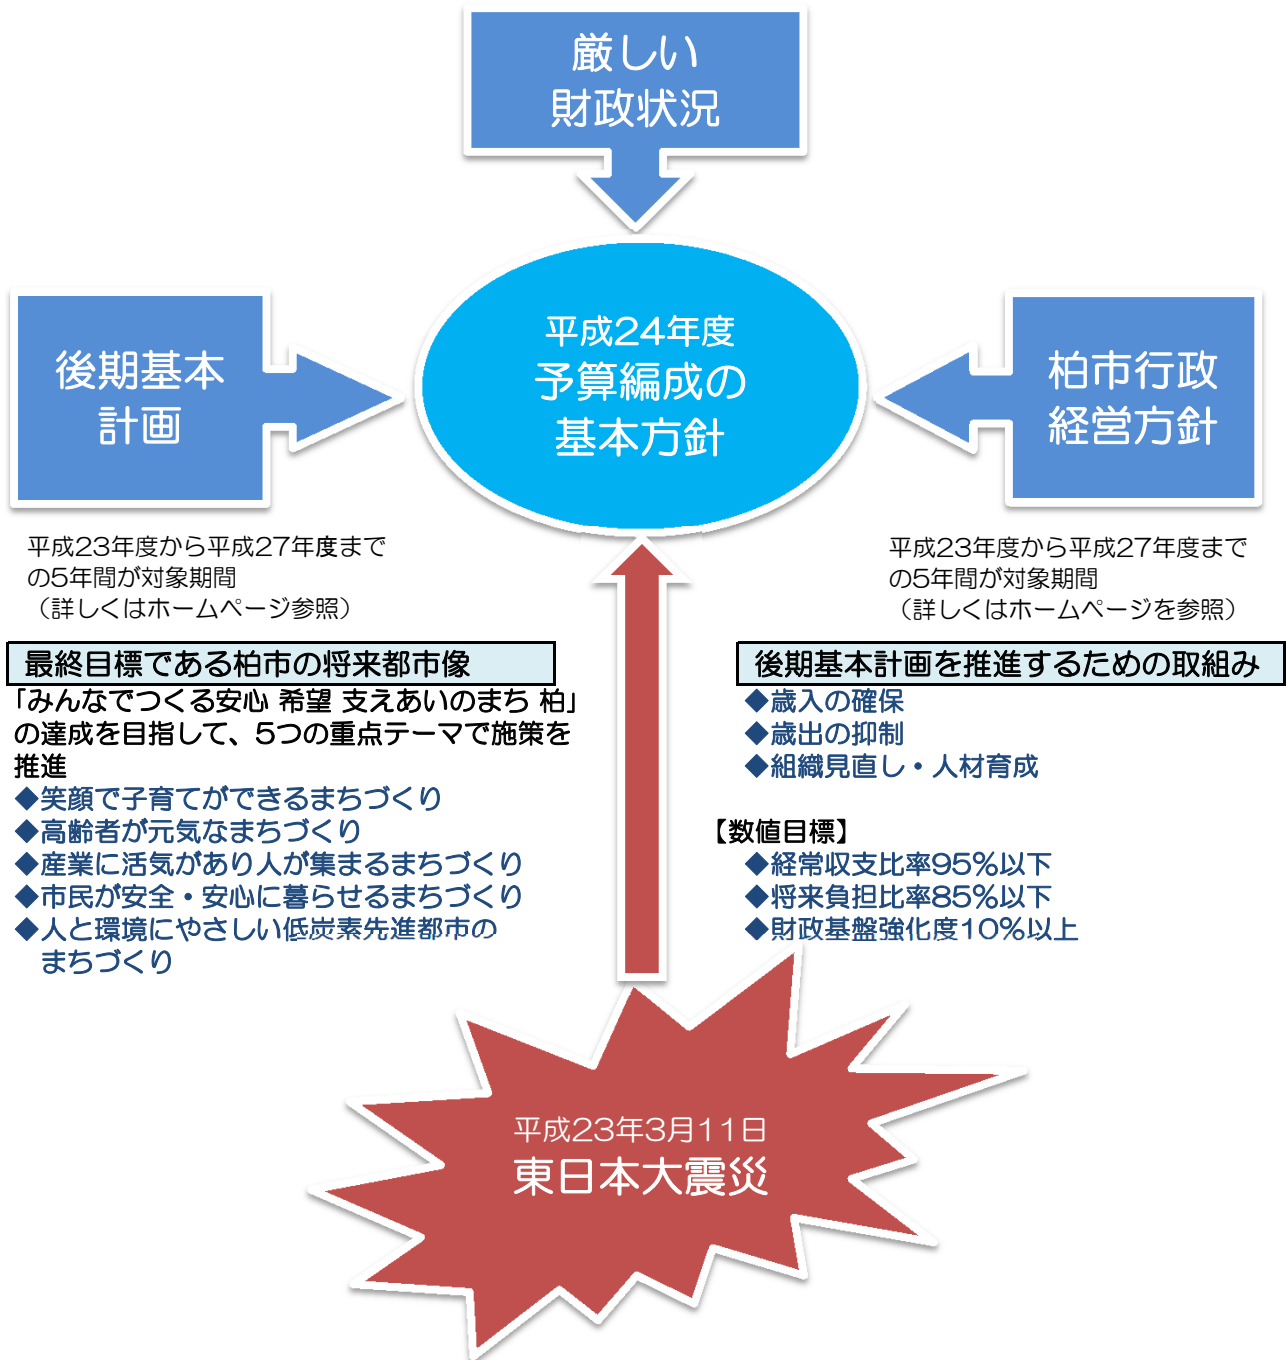 厳しい
財政状況
平成24年度
予算編成の
基本方針
後期基本
計画
柏市行政
経営方針
平成23年度から平成27年度まで
の5年間が対象期間
（詳しくはホームページ参照）
最終目標である柏市の将来都市像
「みんなでつくる安心 希望 支えあいのまち 柏」
の達成を目指して、5つの重点テーマで施策を
推進
◆笑顔で子育てができるまちづくり
◆高齢者が元気なまちづくり
◆産業に活気があり人が集まるまちづくり
◆市民が安全・安心に暮らせるまちづくり
◆人と環境にやさしい低炭素先進都市の
まちづくり
平成23年度から平成27年度まで
の5年間が対象期間
（詳しくはホームページを参照）
後期基本計画を推進するための取組み
◆歳入の確保
◆歳出の抑制
◆組織見直し・人材育成
【数値目標】
◆経常収支比率95%以下
◆将来負担比率85%以下
◆財政基盤強化度10%以上
平成23年3月11日
東日本大震災